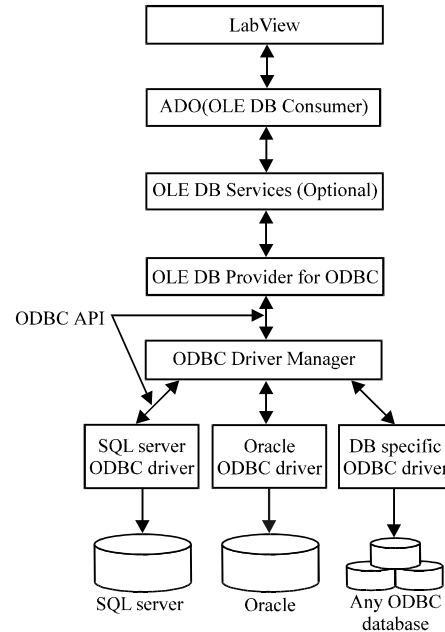 LabView
ADO(OLE DB Consumer)
OLE DB Services (Optional)
OLE DB Provider for ODBC
ODBC API
ODBC Driver Manager
SQL server
ODBC driver
Oracle
ODBC driver
DB specific
ODBC driver
SQL server
Oracle
Any ODBC
database